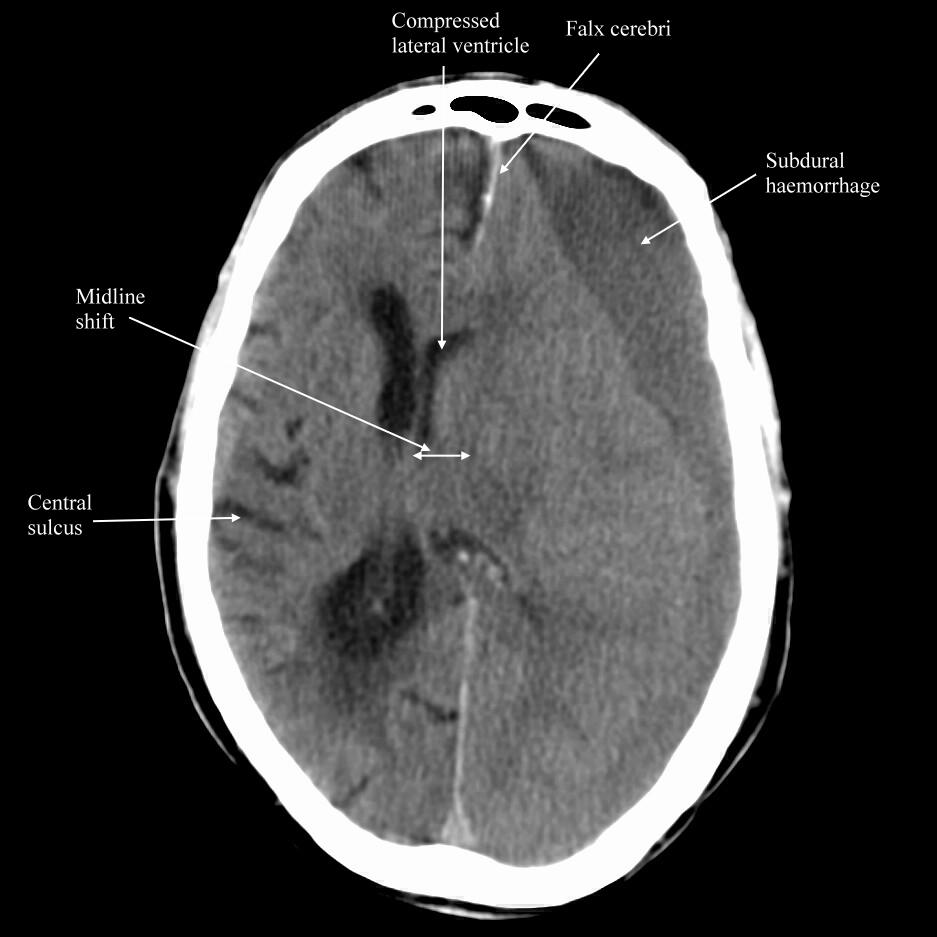 Compressed
lateral ventricle
Falx cerebri
Subdural
haemorrhage
Midline
shift
Central
sulcus